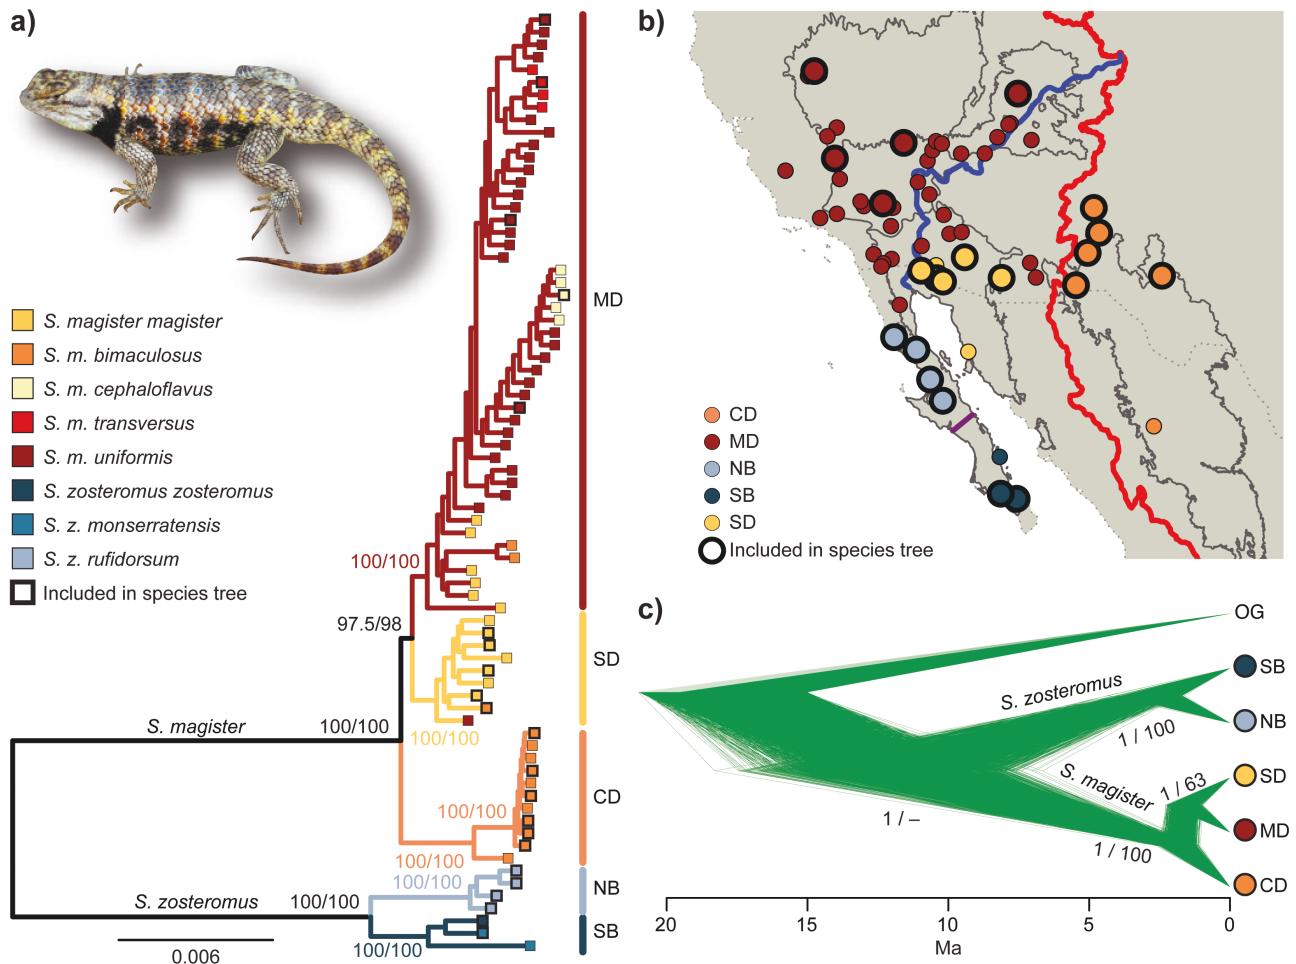 a)
S. magister magister
S. m. bimaculosus
S. m. cephaloflavus
S. m. transversus
S. m. uniformis
S. zosteromus zosteromus
S. z. monserratensis
S. z. rufidorsum
Included in species tree
MD
100/100
97.5/98
SD
S. magister
100/100
100/100
CD
100/100
100/100
100/100
NB
S. zosteromus
100/100
SB
100/100
0.006
b)
CD
MD
NB
SB
SD
Included in species tree
c)
OG
SB
S. zosteromus
NB
1 / 100
S. magister
1 / 63
SD
1 / –
MD
1 / 100
CD
20 15 10 5 0
Ma